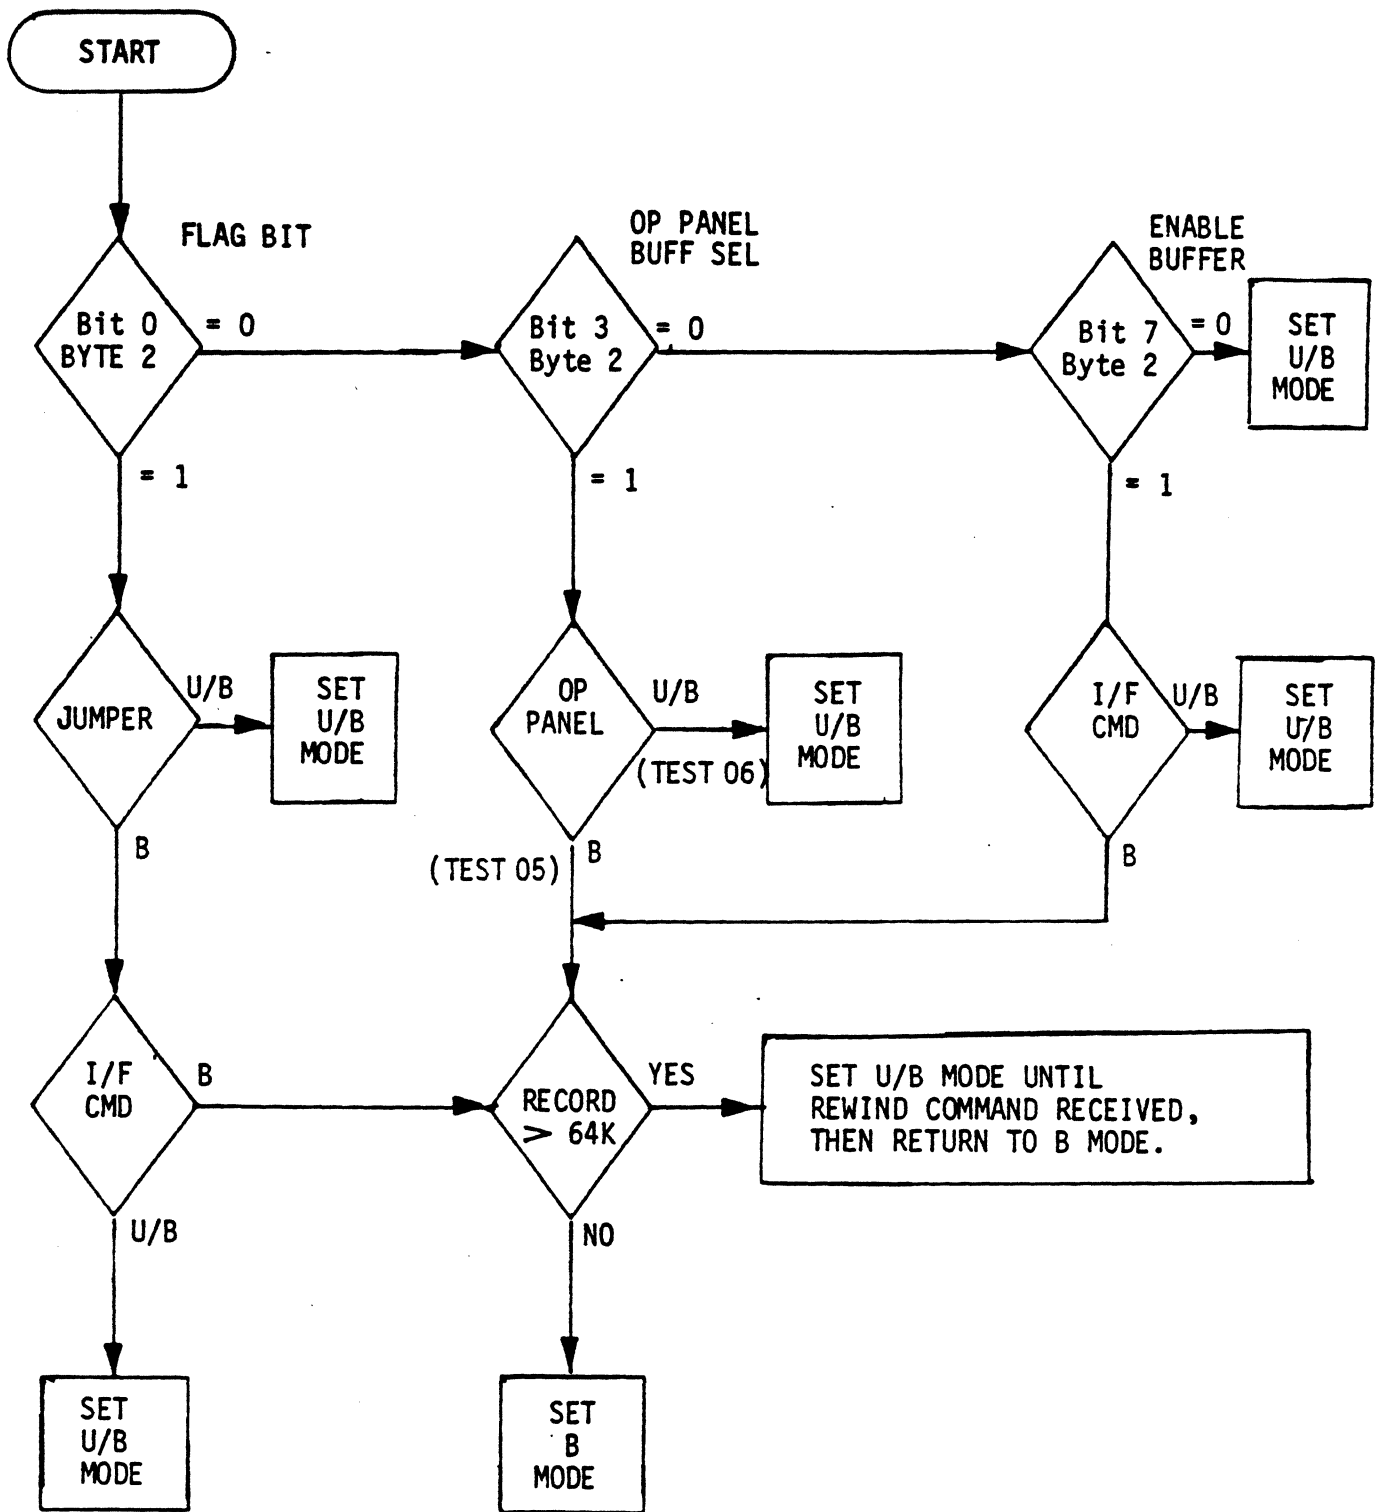 START
FLAG BIT
OP PANEL
BUFF SEL
ENABLE
BUFFER
Bit 0
BYTE 2
= 0
Bit 3
Byte 2
= 0
Bit 7
Byte 2
= 0
SET
U/B
MODE
= 1
= 1
= 1
JUMPER
U/B
SET
U/B
MODE
OP
PANEL
U/B
(TEST 06)
SET
U/B
MODE
I/F
CMD
U/B
SET
U/B
MODE
B
(TEST 05)
B
B
I/F
CMD
B
RECORD
> 64K
YES
SET U/B MODE UNTIL
REWIND COMMAND RECEIVED,
THEN RETURN TO B MODE.
U/B
NO
SET
U/B
MODE
SET
B
MODE